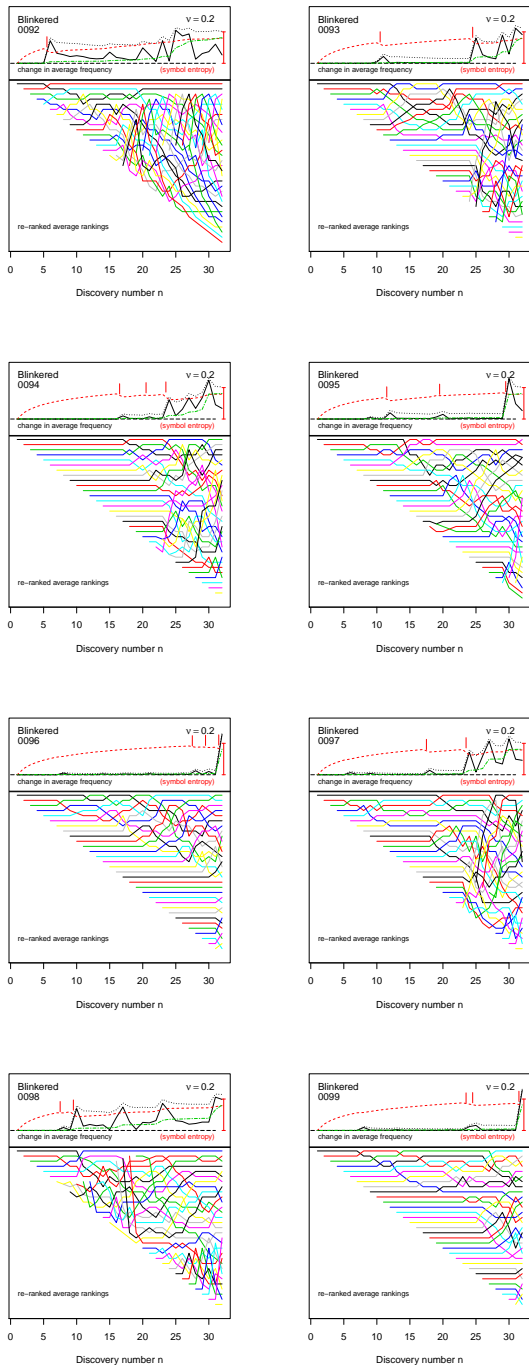 Blinkered
0092
ν = 0.2
change in average frequency
(symbol entropy)
re-ranked average rankings
0 5 10 15 20 25 30
Discovery number n
Blinkered
0093
ν = 0.2
change in average frequency
(symbol entropy)
re-ranked average rankings
0 5 10 15 20 25 30
Discovery number n
Blinkered
0094
ν = 0.2
change in average frequency
(symbol entropy)
re-ranked average rankings
0 5 10 15 20 25 30
Discovery number n
Blinkered
0095
ν = 0.2
change in average frequency
(symbol entropy)
re-ranked average rankings
0 5 10 15 20 25 30
Discovery number n
Blinkered
0096
ν = 0.2
change in average frequency
(symbol entropy)
re-ranked average rankings
0 5 10 15 20 25 30
Discovery number n
Blinkered
0097
ν = 0.2
change in average frequency
(symbol entropy)
re-ranked average rankings
0 5 10 15 20 25 30
Discovery number n
Blinkered
0098
ν = 0.2
change in average frequency
(symbol entropy)
re-ranked average rankings
0 5 10 15 20 25 30
Discovery number n
Blinkered
0099
ν = 0.2
change in average frequency
(symbol entropy)
re-ranked average rankings
0 5 10 15 20 25 30
Discovery number n